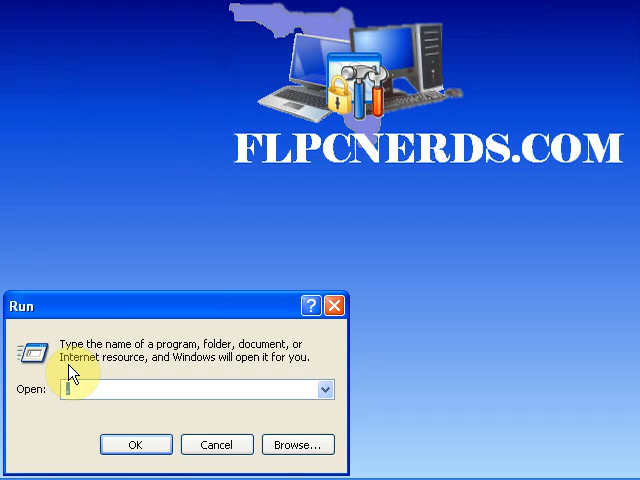 FLPCNERDS.COM
Run
Type the name of a program, folder, document, or
Internet resource, and Windows will open it for you.
Open:
OK Cancel Browse...